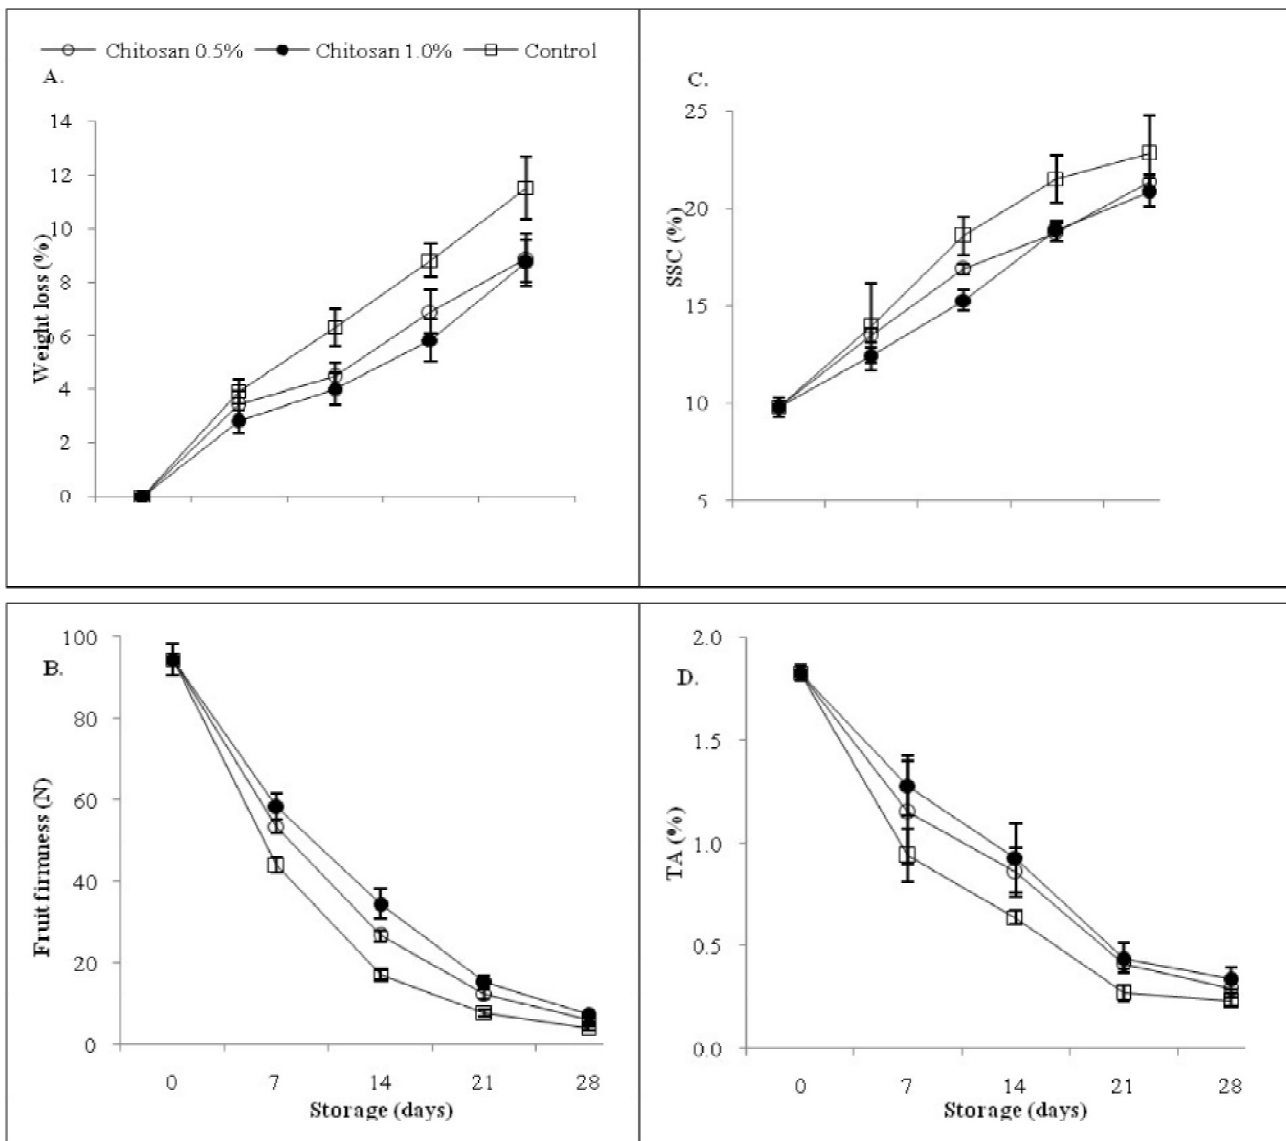 Chitosan 0.5% Chitosan 1.0% Control
A.
14
12
10
8
6
4
2
0
Weight loss (%)
C.
25
20
15
10
5
SSC (%)
B.
100
80
60
40
20
0
Fruit firmness (N)
0 7 14 21 28
Storage (days)
D.
2.0
1.5
1.0
0.5
0.0
TA (%)
0 7 14 21 28
Storage (days)